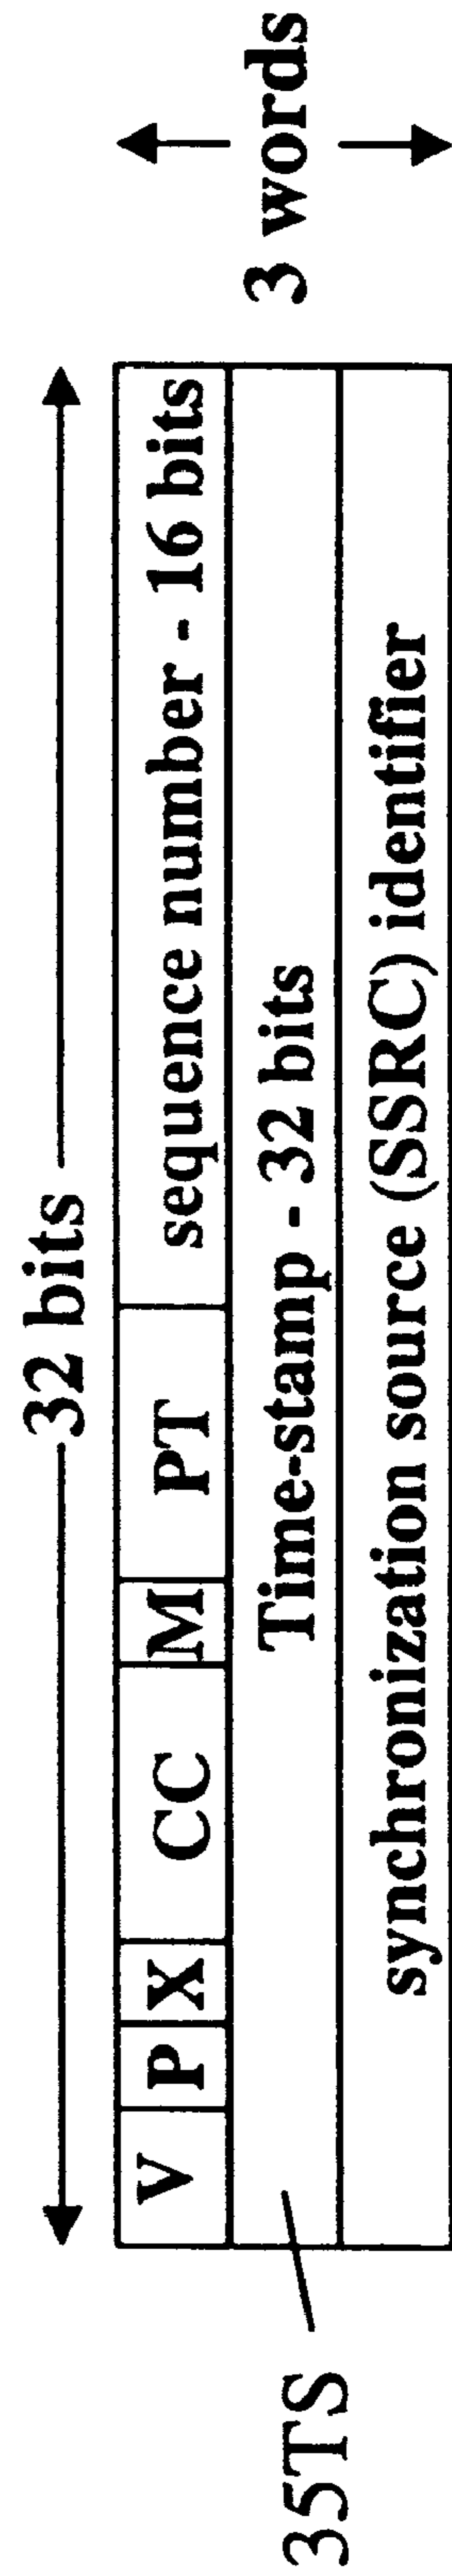 32 bits
V P X CC M PT sequence number - 16 bits
3 words
35TS
Time-stamp - 32 bits
synchronization source (SSRC) identifier